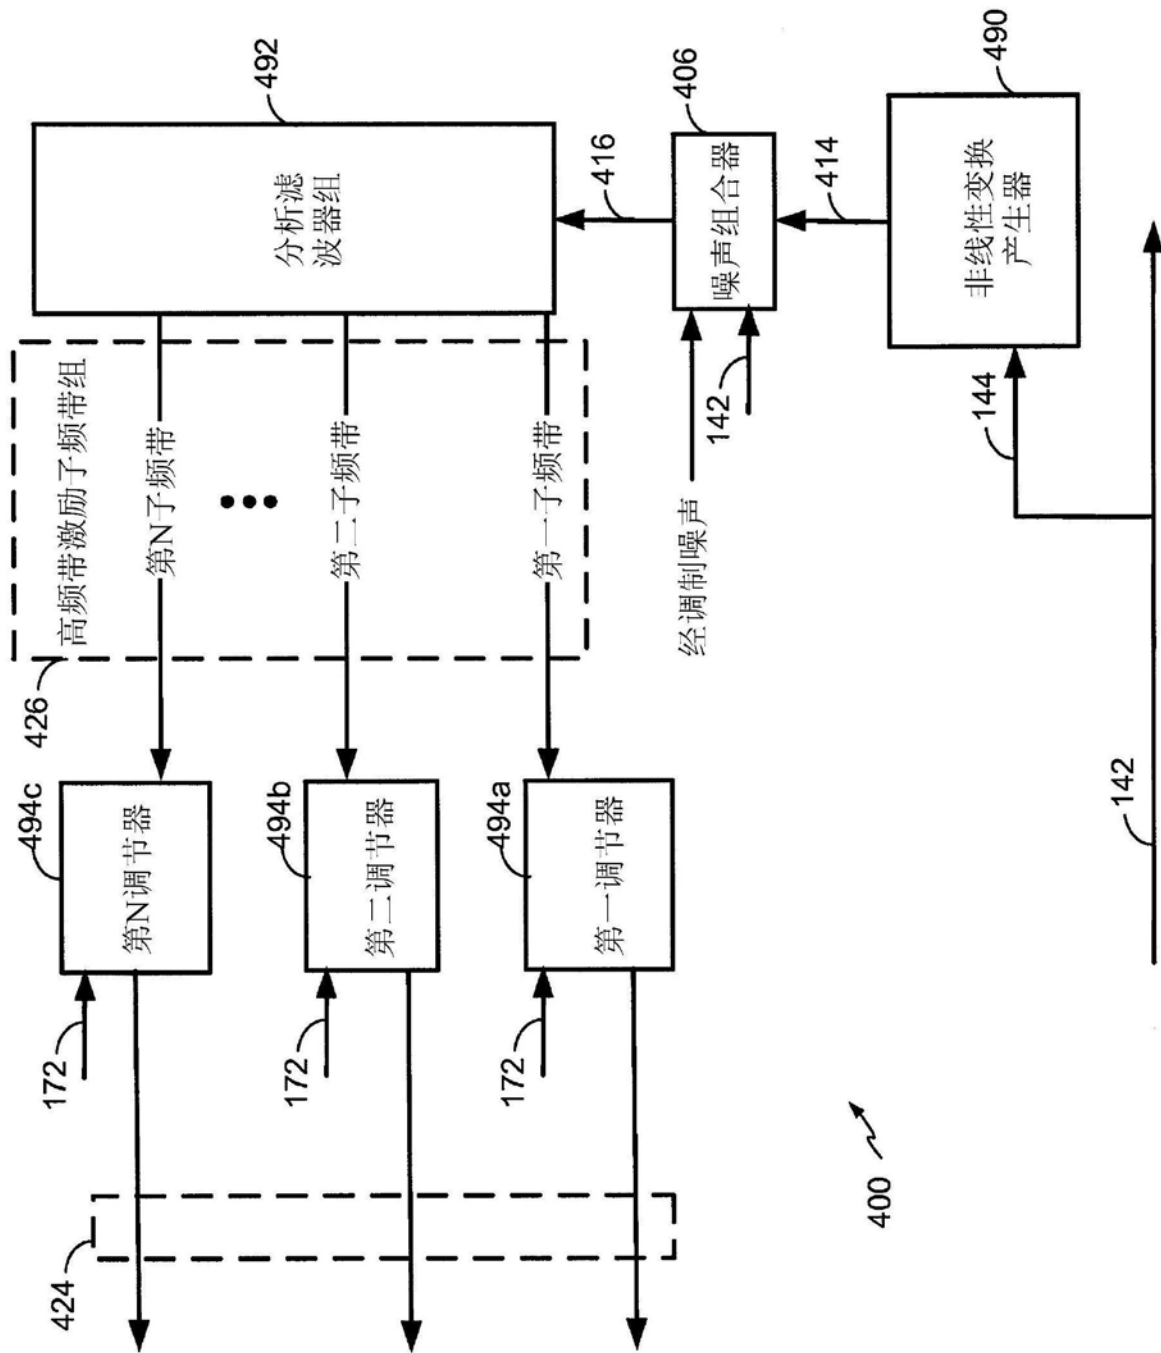 424
172
494c
第N调节器
426
高频带激励子频带组
第N子频带
172
494b
第二调节器
第二子频带
分析滤
波器组
492
172
494a
第一调节器
第一子频带
416
经调制噪声
142
噪声组合器
406
414
400
144
非线性变换
产生器
490
142